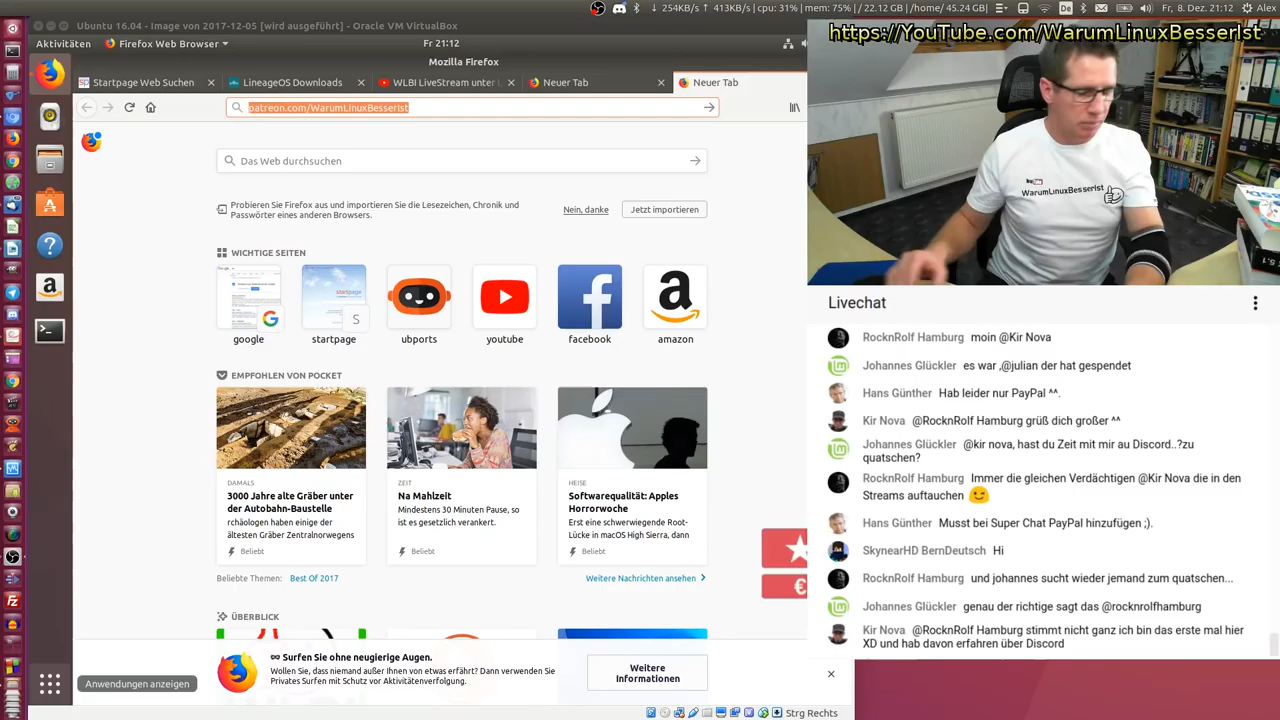 Ubuntu 16.04 - Image von 2017-12-05 [wird ausgeführt] - Oracle VM VirtualBox
254KB/s 413KB/s cpu: 31% mem: 75% || 22.12 GB | /home/45.24 GB
De
Fr, 8. Dez. 21:12
Alex
https://YouTube.com/WarumLinuxBesserIst
Aktivitäten
Firefox Web Browser
Fr 21:12
Mozilla Firefox
Startpage Web Suchen
LineageOS Downloads
WLBI LiveStream unter L
Neuer Tab
Neuer Tab
patreon.com/WarumLinuxBesserIst
Das Web durchsuchen
Probieren Sie Firefox aus und importieren Sie die Lesezeichen, Chronik und
Passwörter eines anderen Browsers.
Nein, danke
Jetzt importieren
WarumLinuxBesserIst
WICHTIGE SEITEN
S
google
startpage
ubports
youtube
facebook
amazon
EMPFOHLEN VON POCKET
DAMALS
3000 Jahre alte Gräber unter
der Autobahn-Baustelle
rchäologen haben einige der
ältesten Gräber Zentralnorwegens
Beliebt
ZEIT
Na Mahlzeit
Mindestens 30 Minuten Pause, so
ist es gesetzlich verankert.
Beliebt
HEISE
Softwarequalität: Apples
Horrorwoche
Erst eine schwerwiegende Root-
Lücke in macOS High Sierra, dann
Beliebt
Beliebte Themen:
Best Of 2017
Weitere Nachrichten ansehen
€
ÜBERBLICK
Surfen Sie ohne neugierige Augen.
Wollen Sie, dass niemand außer Ihnen von etwas erfährt? Dann verwenden Sie
Privates Surfen mit Schutz vor Aktivitätenverfolgung.
Weitere
Informationen
Anwendungen anzeigen
Strg Rechts
Livechat
RocknRolf Hamburg moin @Kir Nova
Johannes Glückler es war ,@julian der hat gespendet
Hans Günther Hab leider nur PayPal ^^.
Kir Nova @RocknRolf Hamburg grüß dich großer ^^
Johannes Glückler @kir nova, hast du Zeit mit mir au Discord..?zu
quatschen?
RocknRolf Hamburg Immer die gleichen Verdächtigen @Kir Nova die in den
Streams auftauchen
Hans Günther Musst bei Super Chat PayPal hinzufügen ;).
SkynearHD BernDeutsch Hi
RocknRolf Hamburg und johannes sucht wieder jemand zum quatschen...
Johannes Glückler genau der richtige sagt das @rocknrolfhamburg
Kir Nova @RocknRolf Hamburg stimmt nicht ganz ich bin das erste mal hier
XD und hab davon erfahren über Discord